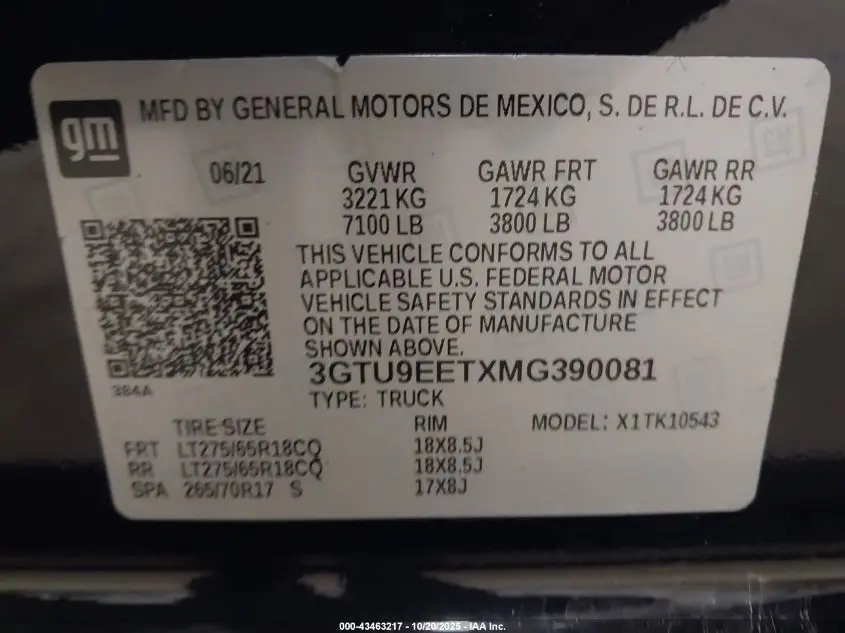 gm
MFD BY GENERAL MOTORS DE MEXICO, S. DE R.L. DE C.V.
06/21 GVWR GAWR FRT GAWR RR
3221 KG 1724 KG 1724 KG
7100 LB 3800 LB 3800 LB
THIS VEHICLE CONFORMS TO ALL
APPLICABLE U.S. FEDERAL MOTOR
VEHICLE SAFETY STANDARDS IN EFFECT
ON THE DATE OF MANUFACTURE
SHOWN ABOVE.
3GTU9EETXMG390081
384A
TYPE: TRUCK
TIRE SIZE RIM MODEL: X1TK10543
FRT LT275/65R18CQ 18X8.5J
RR LT275/65R18CQ 18X8.5J
SPA 265/70R17 S 17X8J
000-43463217 - 10/20/2025 - IAA Inc.